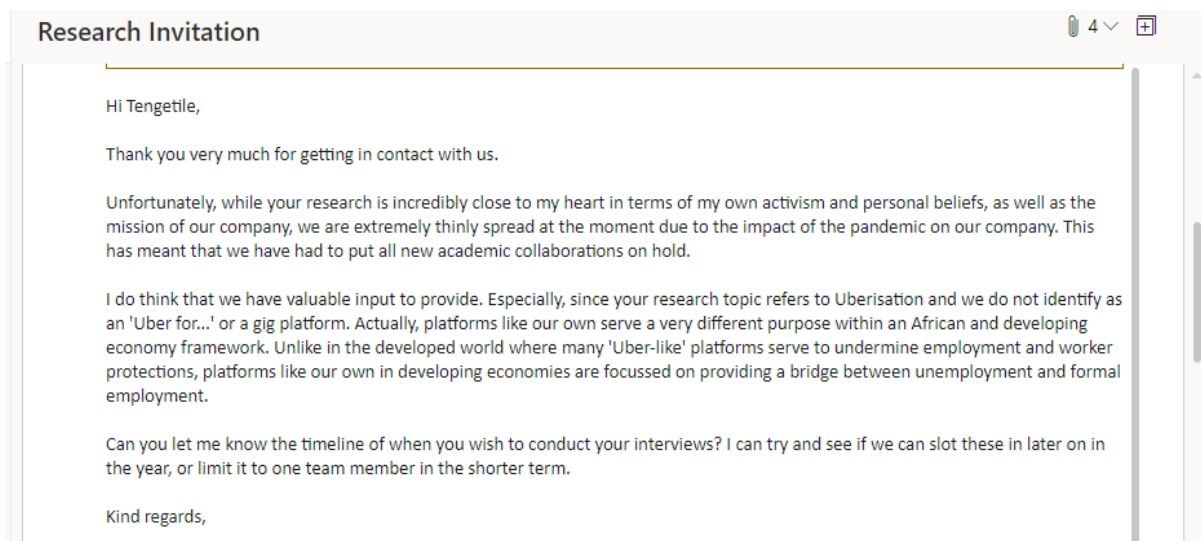 Research Invitation
4
Hi Tengetile,
Thank you very much for getting in contact with us.
Unfortunately, while your research is incredibly close to my heart in terms of my own activism and personal beliefs, as well as the
mission of our company, we are extremely thinly spread at the moment due to the impact of the pandemic on our company. This
has meant that we have had to put all new academic collaborations on hold.
I do think that we have valuable input to provide. Especially, since your research topic refers to Uberisation and we do not identify as
an 'Uber for...' or a gig platform. Actually, platforms like our own serve a very different purpose within an African and developing
economy framework. Unlike in the developed world where many 'Uber-like' platforms serve to undermine employment and worker
protections, platforms like our own in developing economies are focussed on providing a bridge between unemployment and formal
employment.
Can you let me know the timeline of when you wish to conduct your interviews? I can try and see if we can slot these in later on in
the year, or limit it to one team member in the shorter term.
Kind regards,